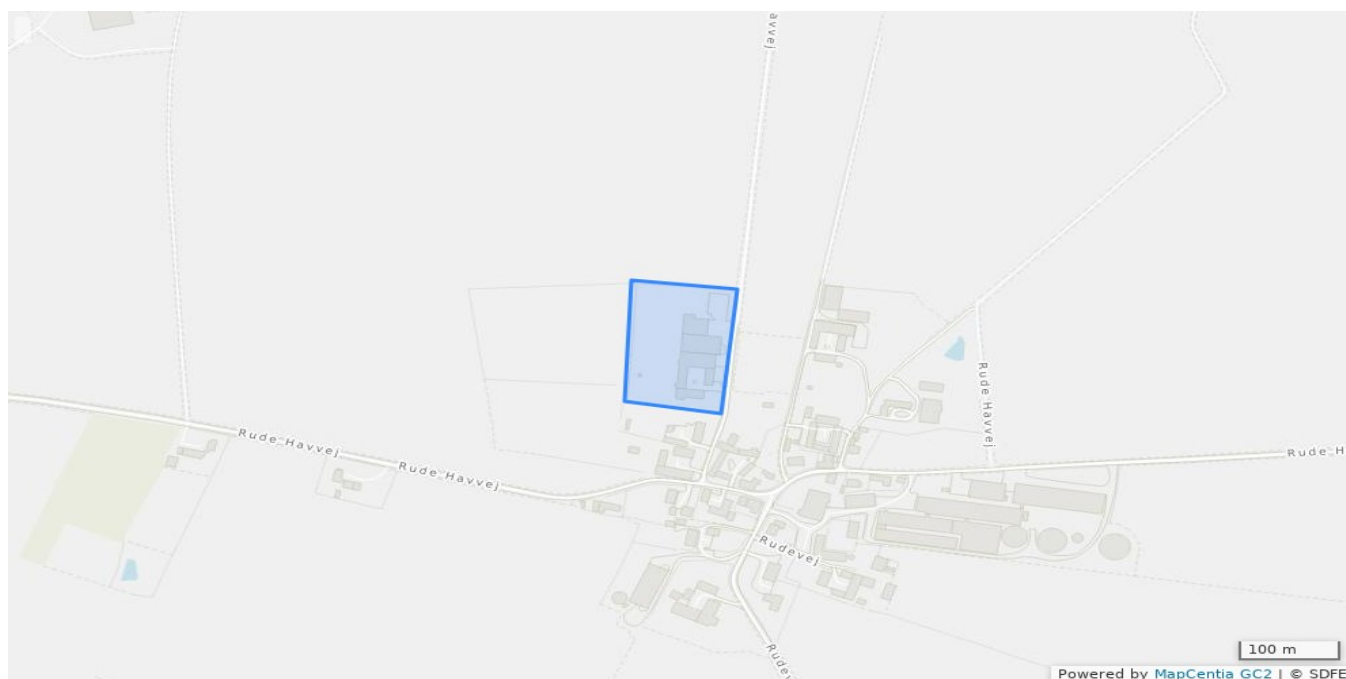 avvej
Rude Havvej
Rude Havvej
Rude Havvej
Rude H
Rudevej
Rudev
100 m
Powered by MapCentia GC2 | © SDFE